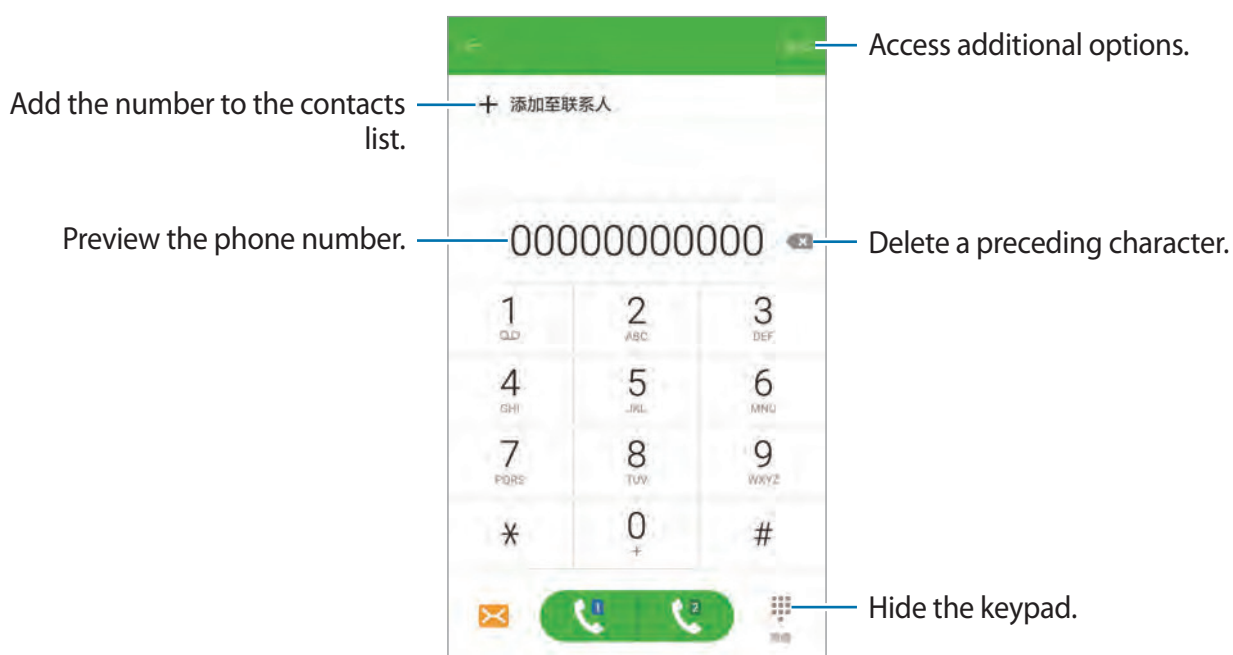 Access additional options.
Add the number to the contacts
list.
添加至联系人
Preview the phone number.
00000000000
Delete a preceding character.
1 2 3
ABC DEF
4 5 6
GHI JKL MNO
7 8 9
PQRS TUV WXYZ
* 0 #
+
1 2
Hide the keypad.